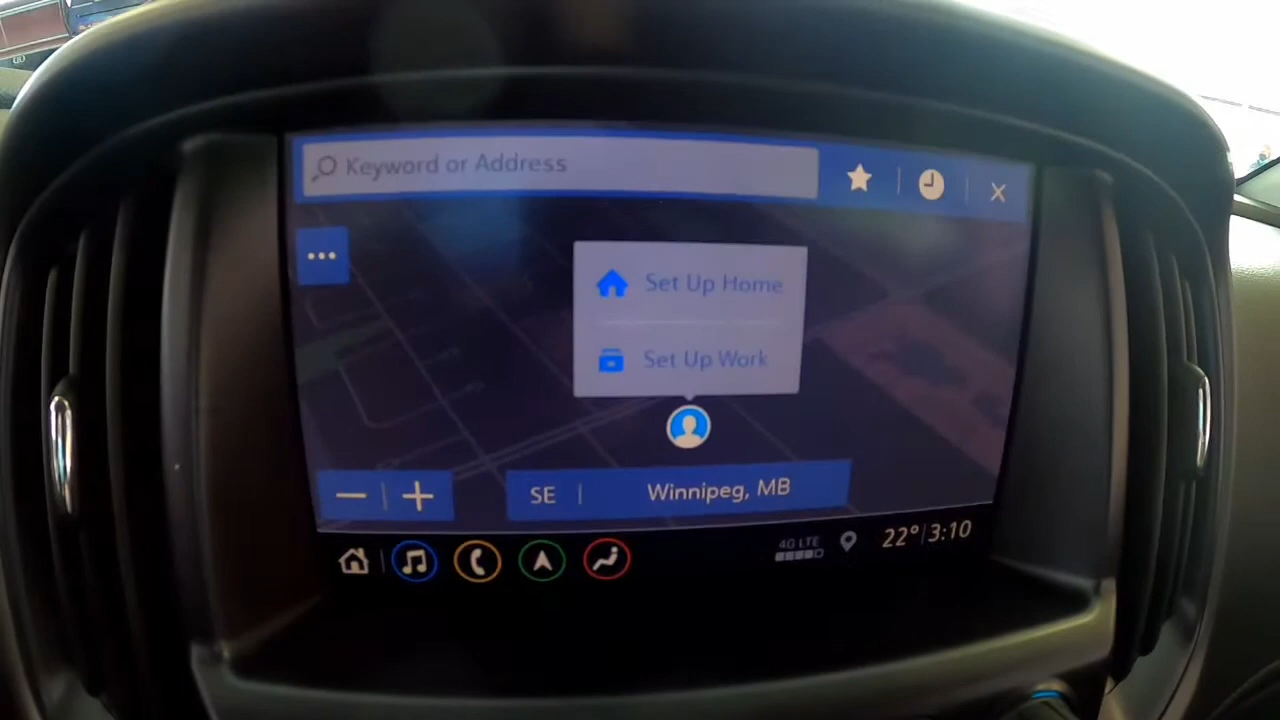 Keyword or Address
Set Up Home
Set Up Work
SE
Winnipeg, MB
4G LTE
22° 3:10